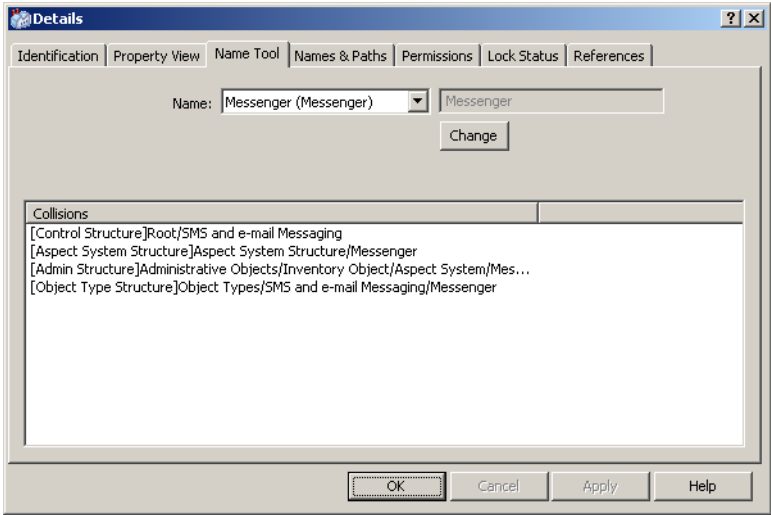 Details
Identification Property View Name Tool Names & Paths Permissions Lock Status References
Name: Messenger (Messenger) Messenger
Change
Collisions
[Control Structure]Root/SMS and e-mail Messaging
[Aspect System Structure]Aspect System Structure/Messenger
[Admin Structure]Administrative Objects/Inventory Object/Aspect System/Mes...
[Object Type Structure]Object Types/SMS and e-mail Messaging/Messenger
OK Cancel Apply Help